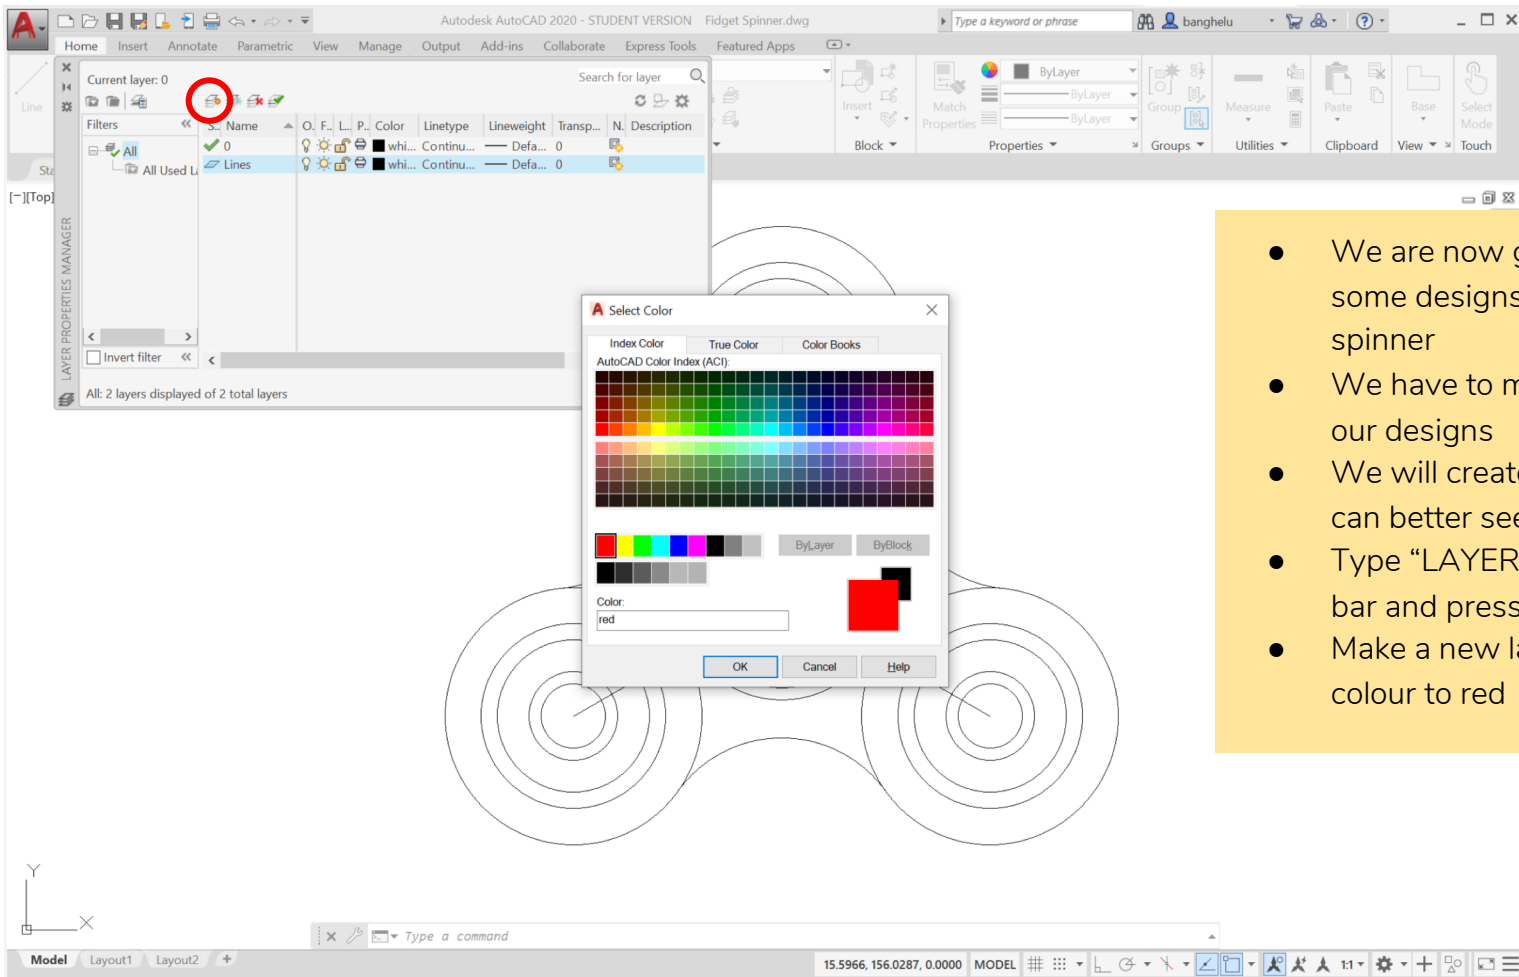 Autodesk AutoCAD 2020 - STUDENT VERSION Fidget Spinner.dwg
Type a keyword or phrase
banghelu
Home Insert Annotate Parametric View Manage Output Add-ins Collaborate Express Tools Featured Apps
Line
Current layer: 0
Search for layer
Filters
S.. Name O. F.. L... P.. Color Linetype Lineweight Transp... N. Description
0 whi... Continu... Defa... 0
Lines whi... Continu... Defa... 0
All
All Used L
Invert filter
All: 2 layers displayed of 2 total layers
LAYER PROPERTIES MANAGER
Insert
Block
Match
Properties
ByLayer
ByLayer
ByLayer
Properties
Group
Groups
Measure
Utilities
Paste
Clipboard
Base
View
Select
Mode
Touch
Sta
[−][Top]
Select Color
Index Color True Color Color Books
AutoCAD Color Index (ACI):
ByLayer ByBlock
Color:
red
OK Cancel Help
● We are now g
some designs
spinner
● We have to m
our designs
● We will create
can better see
● Type “LAYER
bar and press
● Make a new la
colour to red
Y
X
Type a command
Model Layout1 Layout2 +
15.5966, 156.0287, 0.0000 MODEL 1:1